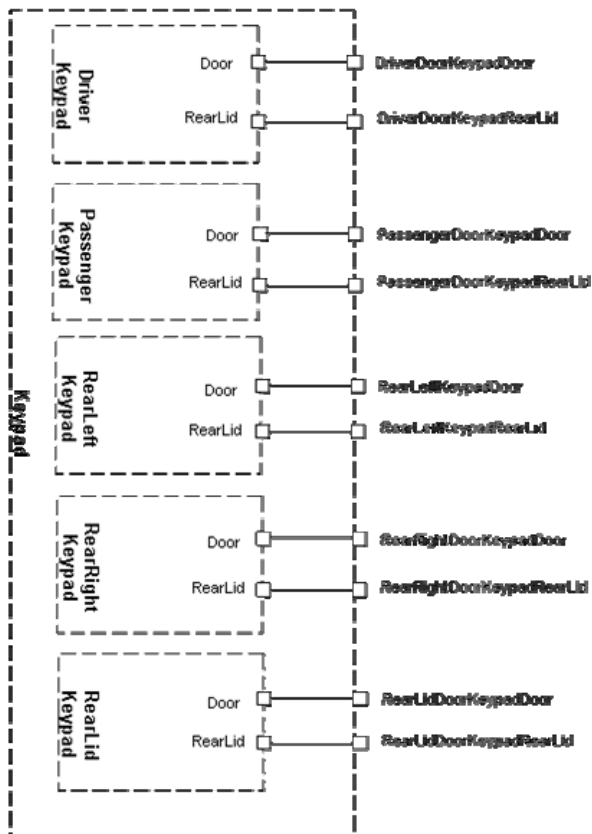 Driver
Keypad
Door
DriverDoorKeypadDoor
RearLid
DriverDoorKeypadRearLid
Passenger
Keypad
Door
PassengerDoorKeypadDoor
RearLid
PassengerDoorKeypadRearLid
Keypad
RearLeft
Keypad
Door
RearLeftKeypadDoor
RearLid
RearLeftKeypadRearLid
RearRight
Keypad
Door
RearRightDoorKeypadDoor
RearLid
RearRightDoorKeypadRearLid
RearLid
Keypad
Door
RearLidDoorKeypadDoor
RearLid
RearLidDoorKeypadRearLid